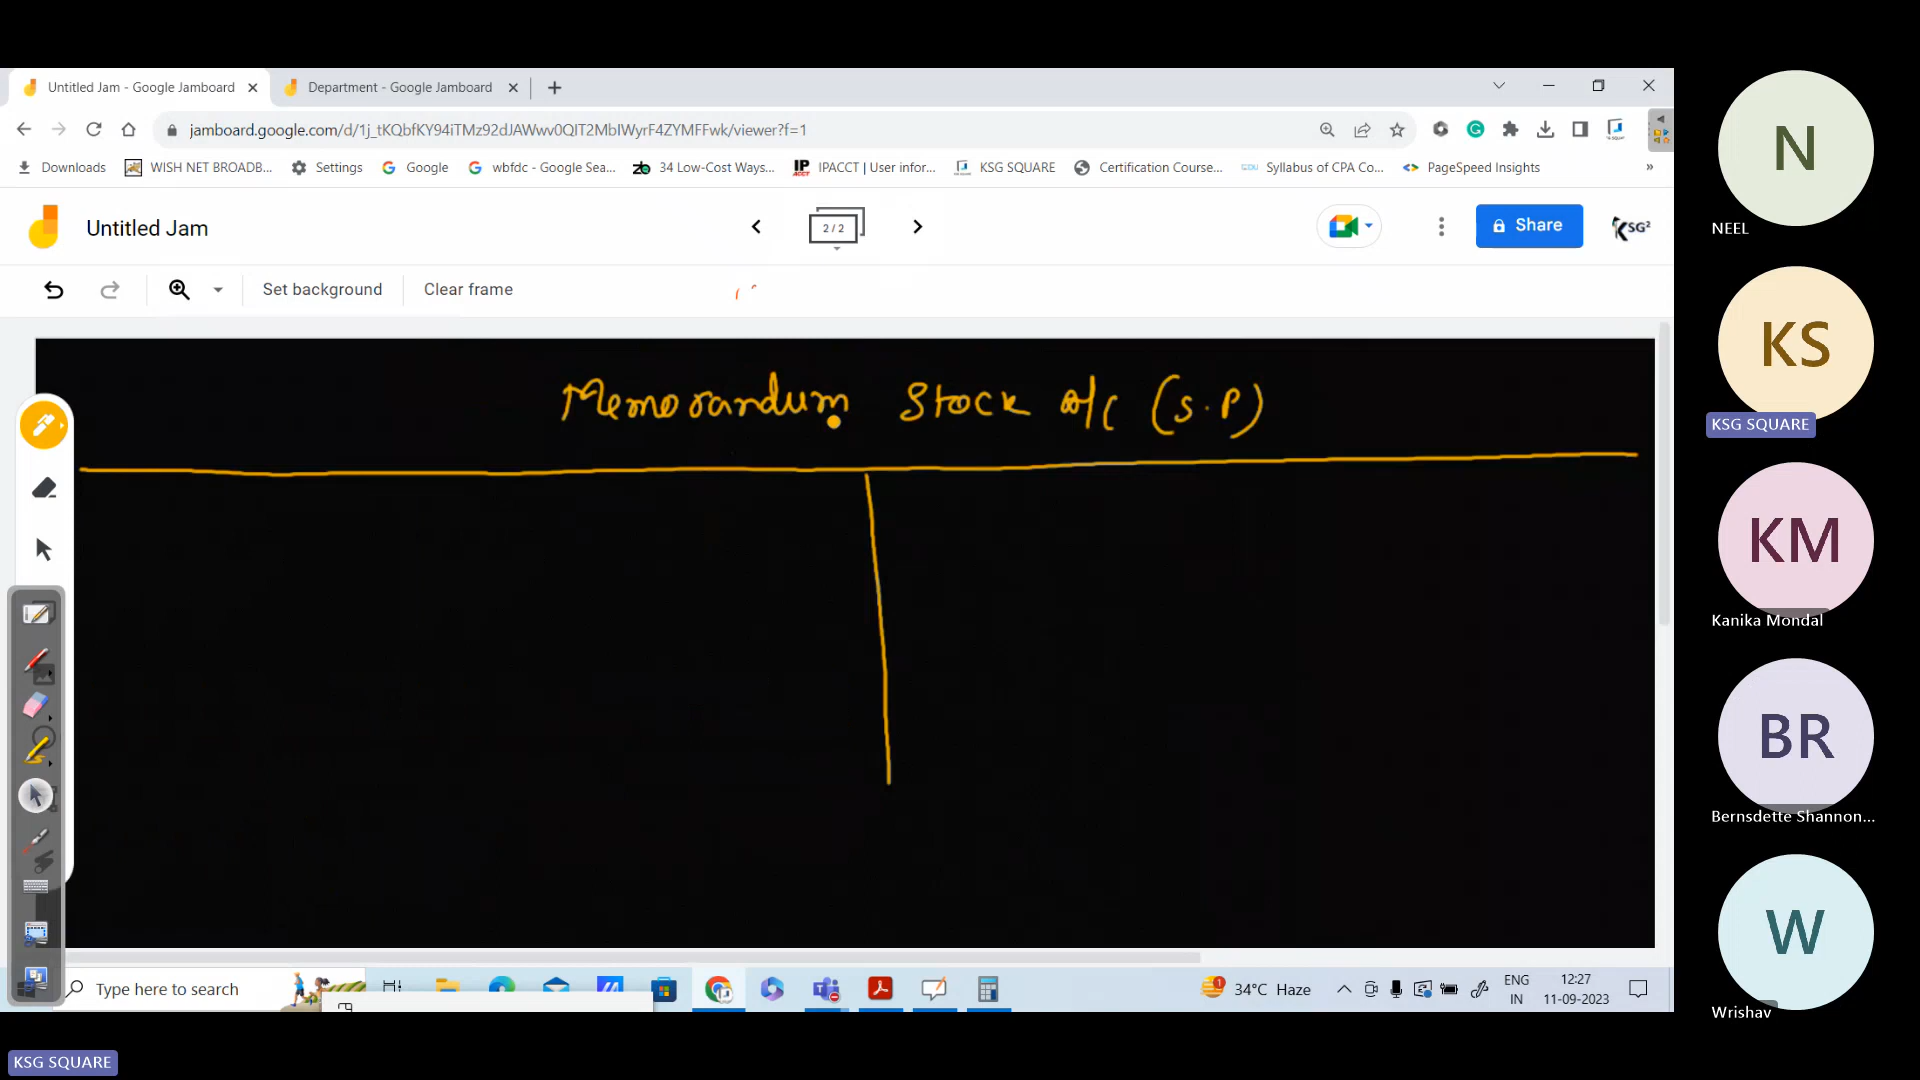 Untitled Jam - Google Jamboard
Department - Google Jamboard
jamboard.google.com/d/1j_tKQbfKY94iTMz92dJAWwv0QIT2MbIWyrF4ZYMFFwk/viewer?f=1
Downloads WISH NET BROADB... Settings Google wbfdc - Google Sea... 34 Low-Cost Ways... IPACCT | User infor... KSG SQUARE Certification Course... Syllabus of CPA Co... PageSpeed Insights »
Untitled Jam
2 / 2
Share
KSG²
Set background
Clear frame
Memorandum Stock A/C (S.P)
Type here to search
34°C Haze
ENG
IN
12:27
11-09-2023
N
NEEL
KS
KSG SQUARE
KM
Kanika Mondal
BR
Bernsdette Shannon...
W
Wrishav
KSG SQUARE